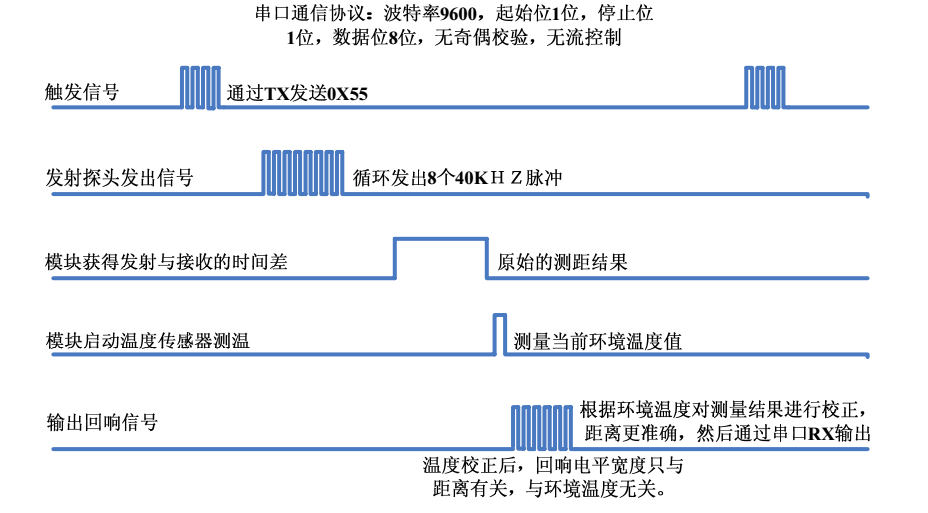 串口通信协议：波特率9600，起始位1位，停止位
1位，数据位8位，无奇偶校验，无流控制
触发信号
通过TX发送0X55
发射探头发出信号
循环发出8个40KＨＺ脉冲
模块获得发射与接收的时间差
原始的测距结果
模块启动温度传感器测温
测量当前环境温度值
输出回响信号
根据环境温度对测量结果进行校正，
距离更准确，然后通过串口RX输出
温度校正后，回响电平宽度只与
距离有关，与环境温度无关。